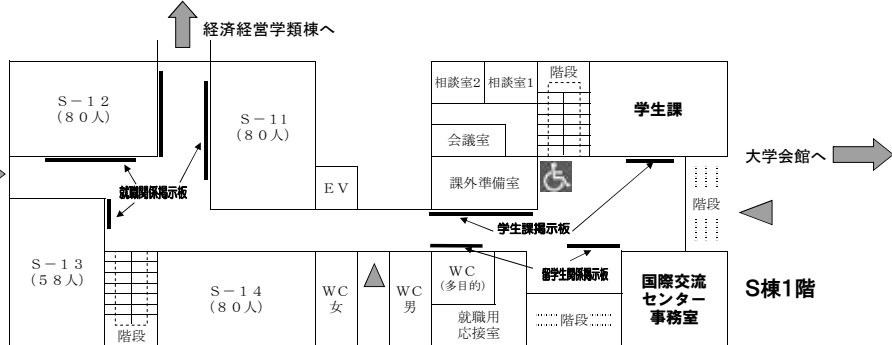 経済経営学類棟へ
S－12
(80人)
S－11
(80人)
相談室2
相談室1
階段
学生課
会議室
大学会館へ
就職関係掲示板
EV
課外準備室
階段
学生課掲示板
S－13
(58人)
S－14
(80人)
WC
女
WC
男
WC
(多目的)
留学生関係掲示板
国際交流
センター
事務室
S棟1階
階段
就職用
応接室
階段